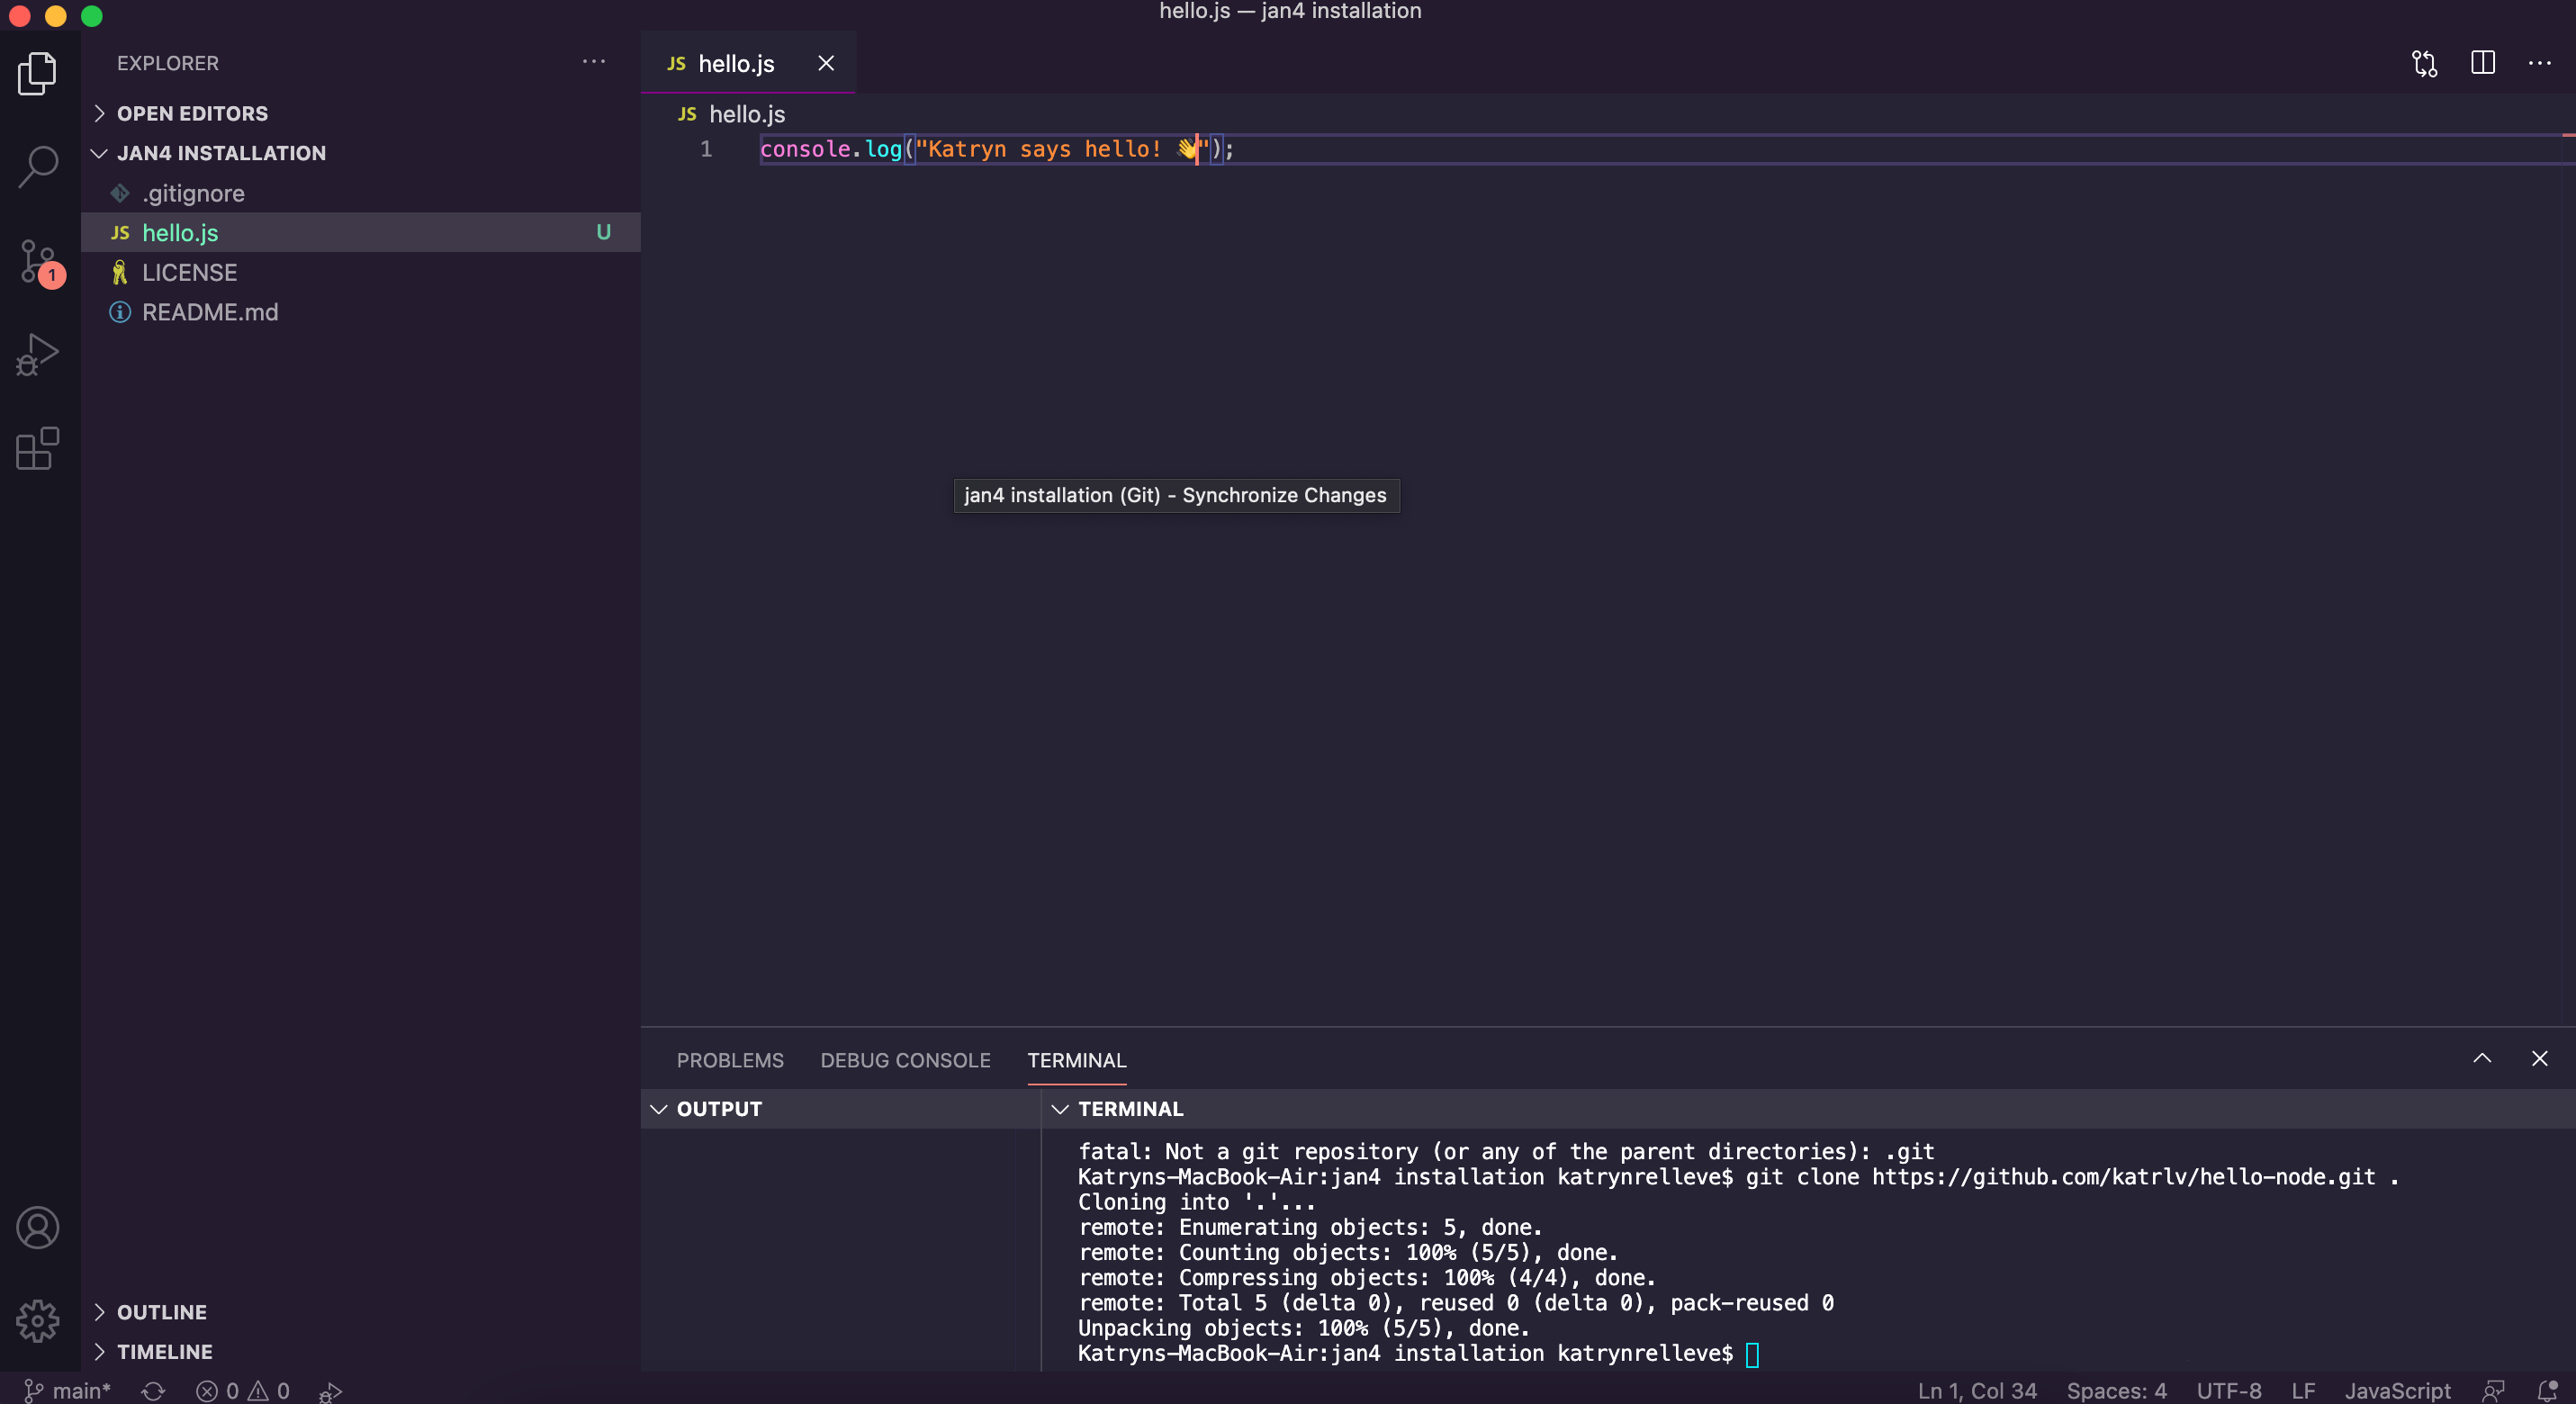 hello.js — jan4 installation
EXPLORER
OPEN EDITORS
JAN4 INSTALLATION
.gitignore
JS hello.js U
1
LICENSE
README.md
OUTLINE
TIMELINE
JS hello.js
JS hello.js
1 console.log("Katryn says hello! 👋");
jan4 installation (Git) - Synchronize Changes
PROBLEMS DEBUG CONSOLE TERMINAL
OUTPUT
TERMINAL
fatal: Not a git repository (or any of the parent directories): .git
Katryns-MacBook-Air:jan4 installation katrynrelleve$ git clone https://github.com/katrlv/hello-node.git .
Cloning into '.'...
remote: Enumerating objects: 5, done.
remote: Counting objects: 100% (5/5), done.
remote: Compressing objects: 100% (4/4), done.
remote: Total 5 (delta 0), reused 0 (delta 0), pack-reused 0
Unpacking objects: 100% (5/5), done.
Katryns-MacBook-Air:jan4 installation katrynrelleve$
main* 0 0 Ln 1, Col 34 Spaces: 4 UTF-8 LF JavaScript